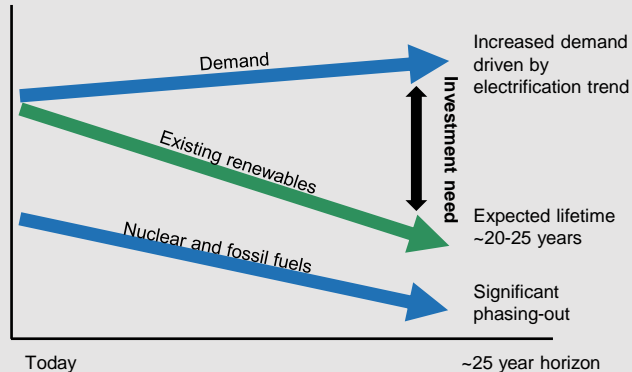 Demand
Increased demand
driven by
electrification trend
Investment need
Existing renewables
Expected lifetime
~20-25 years
Nuclear and fossil fuels
Significant
phasing-out
Today
~25 year horizon